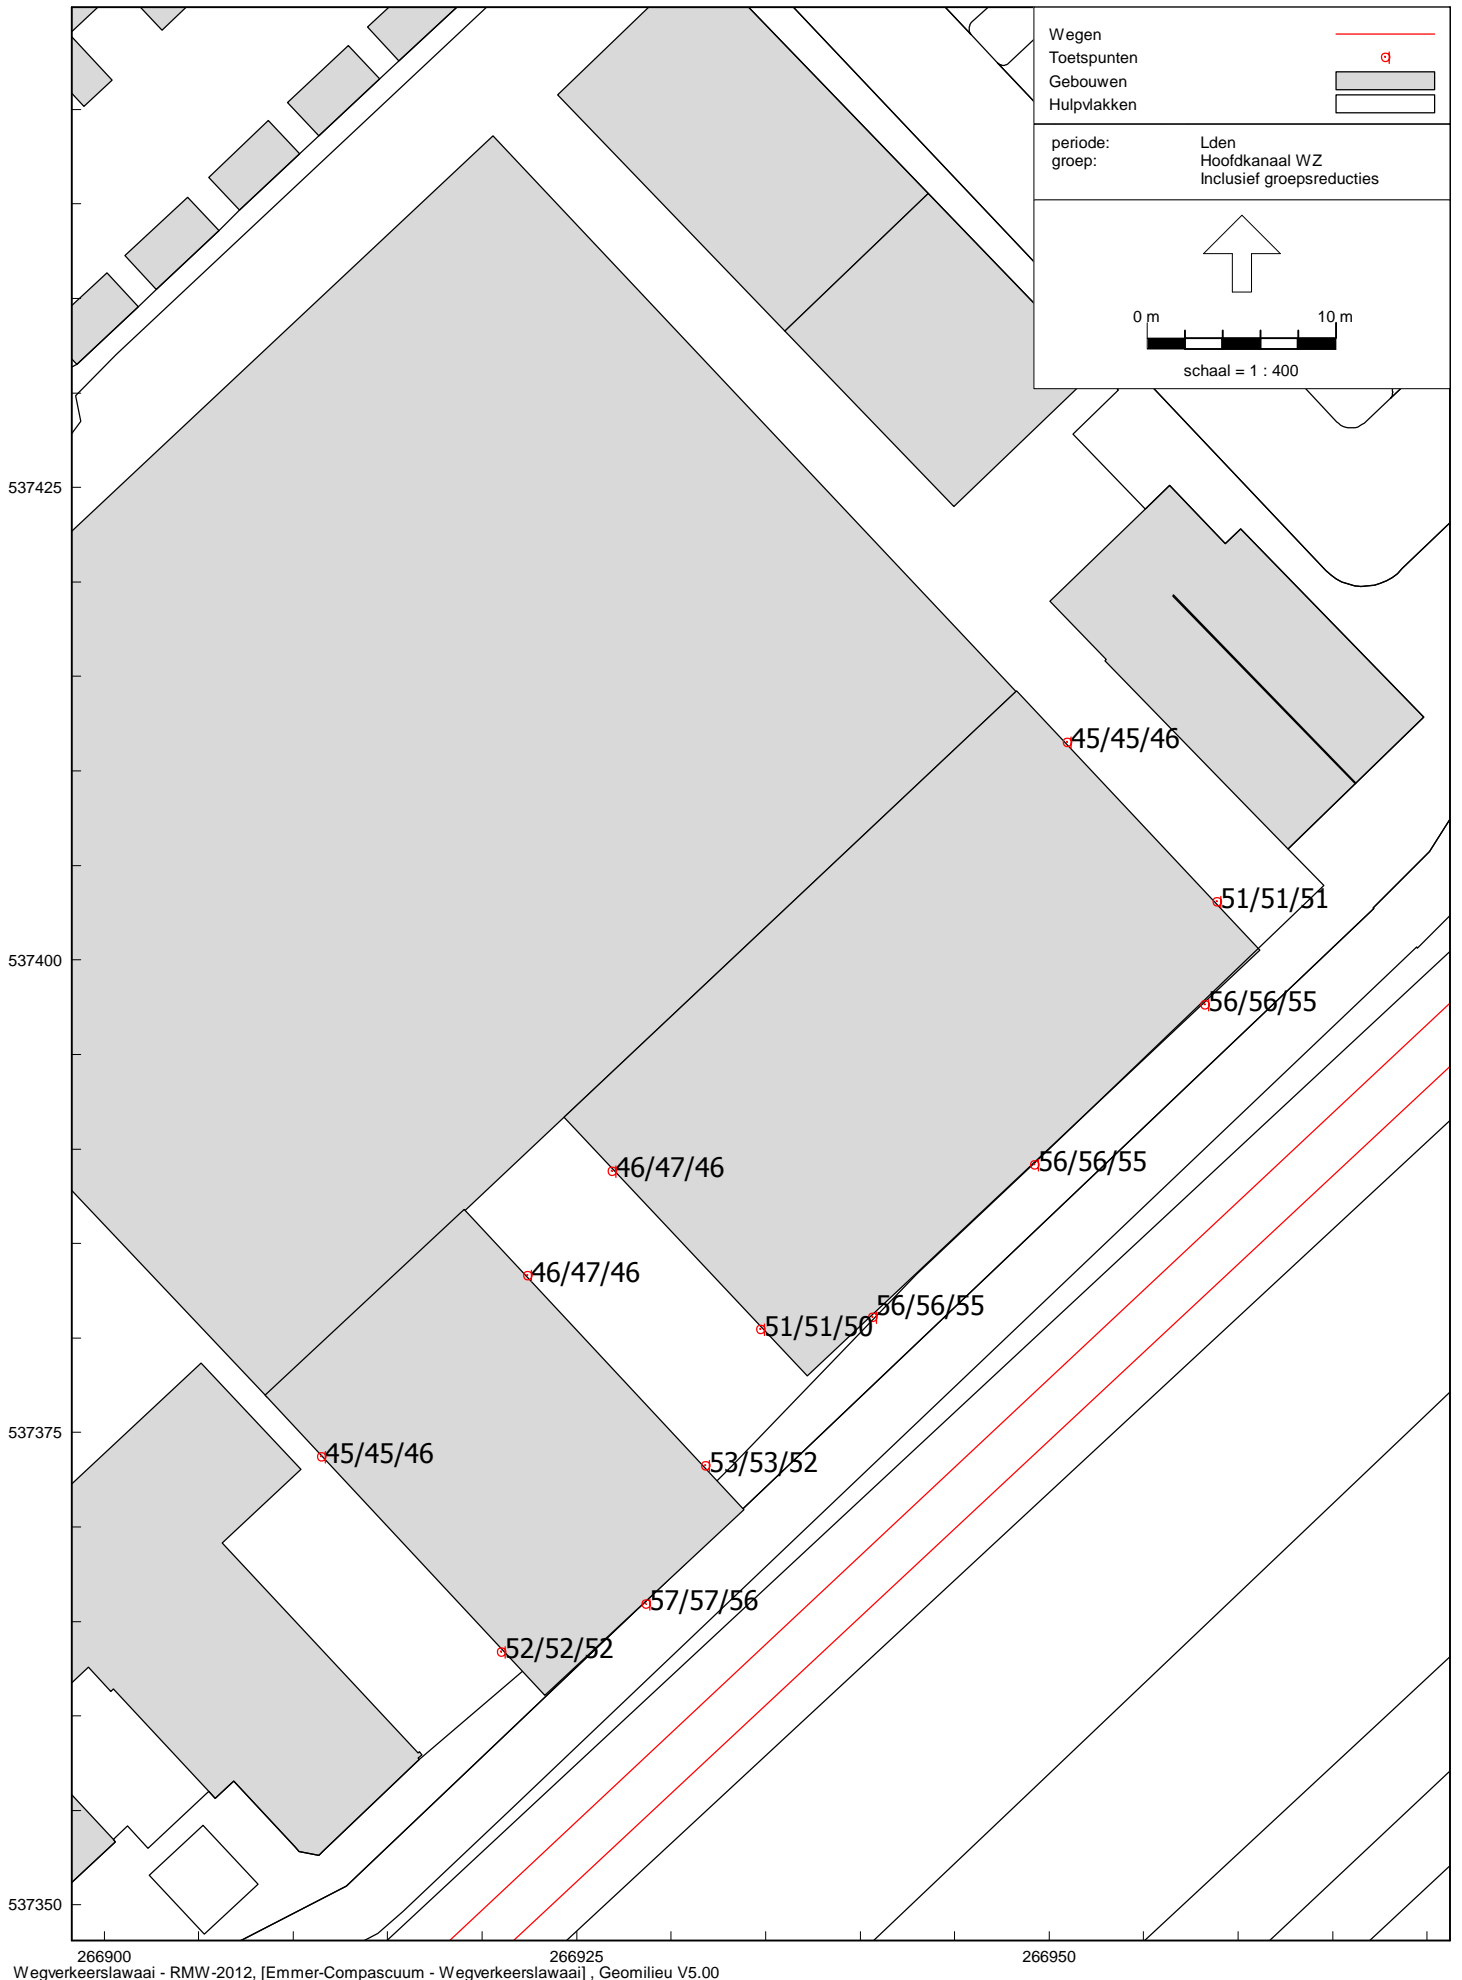 Wegen
Toetspunten
Gebouwen
Hulpvlakken
periode: Lden
groep: Hoofdkanaal WZ
Inclusief groepsreducties
0 m 10 m
schaal = 1 : 400
537425
45/45/46
51/51/51
537400
56/56/55
56/56/55
46/47/46
46/47/46
56/56/55
51/51/50
537375
45/45/46
53/53/52
57/57/56
52/52/52
537350
266900 266925 266950
Wegverkeerslawaai - RMW-2012, [Emmer-Compascuum - Wegverkeerslawaai] , Geomilieu V5.00